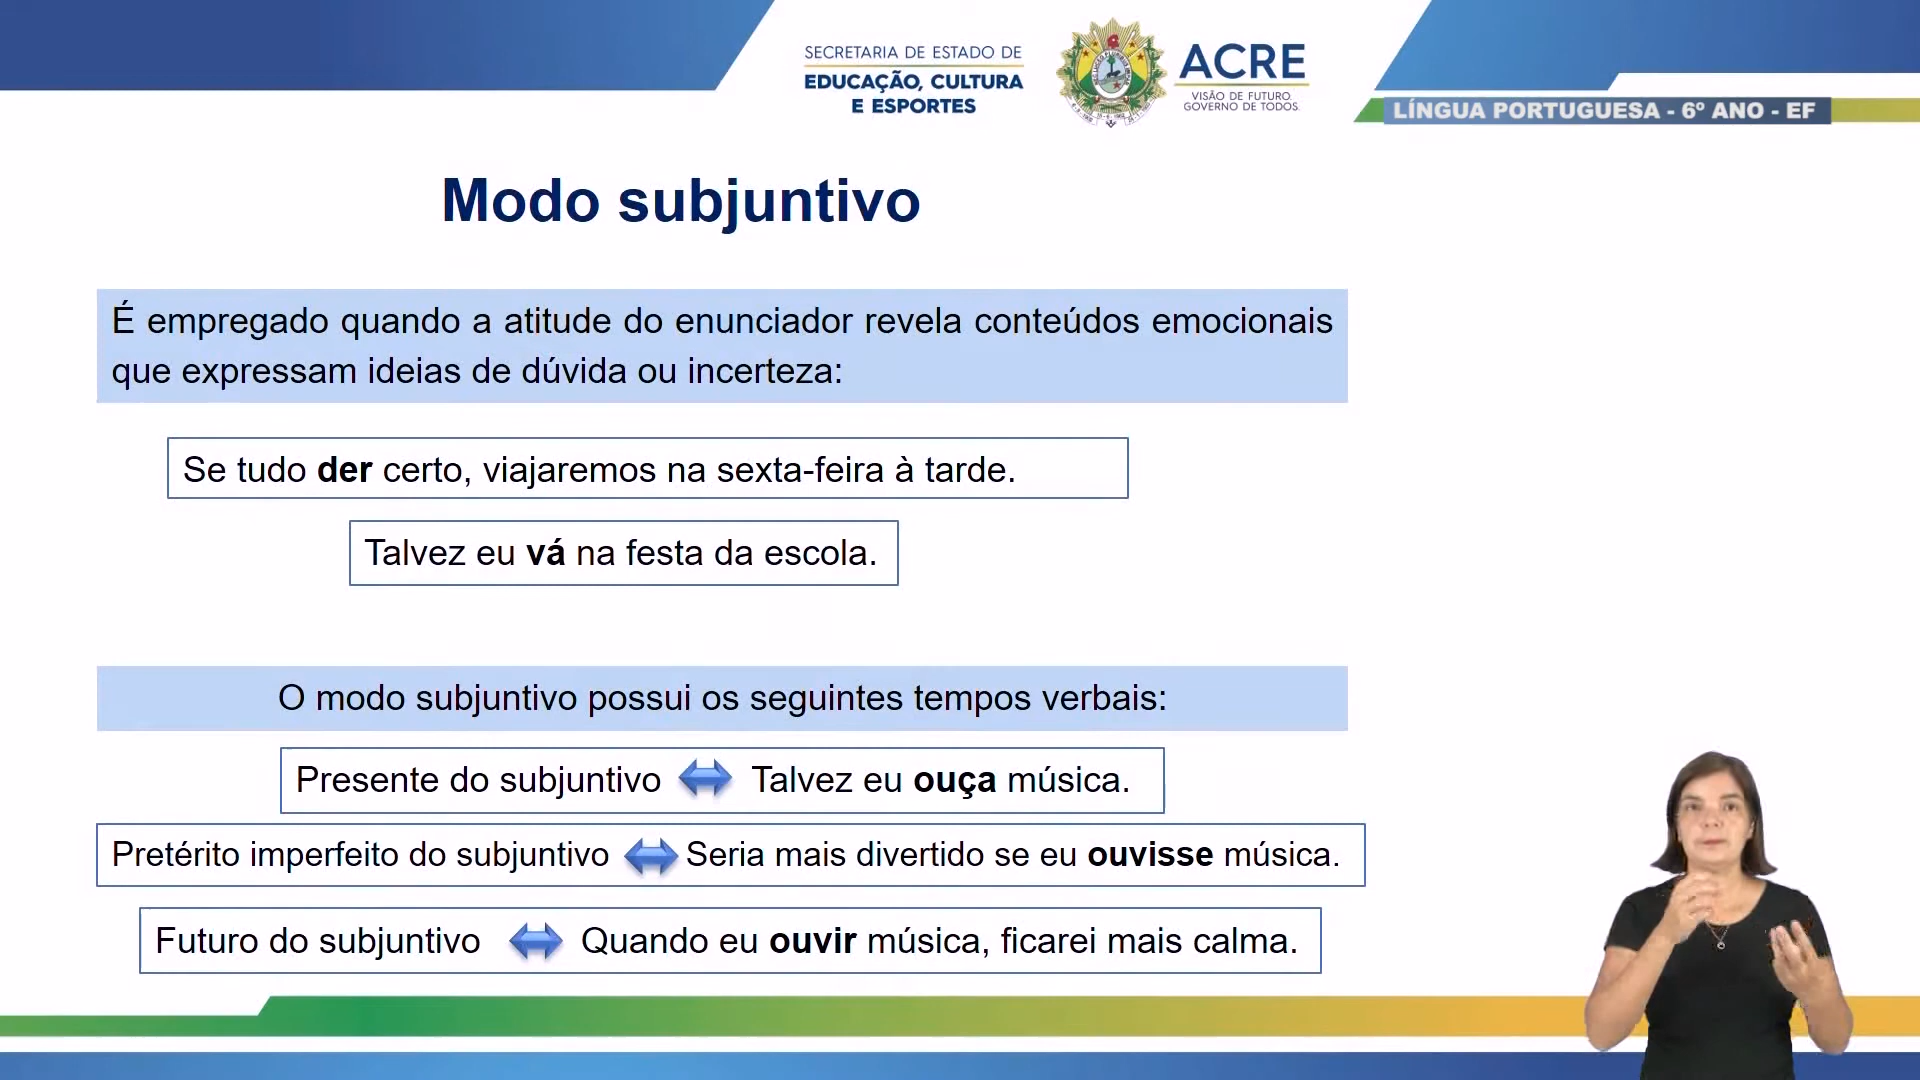 SECRETARIA DE ESTADO DE
EDUCAÇÃO, CULTURA
E ESPORTES
ACRE
VISÃO DE FUTURO.
GOVERNO DE TODOS.
LÍNGUA PORTUGUESA - 6º ANO - EF
Modo subjuntivo
É empregado quando a atitude do enunciador revela conteúdos emocionais
que expressam ideias de dúvida ou incerteza:
Se tudo der certo, viajaremos na sexta-feira à tarde.
Talvez eu vá na festa da escola.
O modo subjuntivo possui os seguintes tempos verbais:
Presente do subjuntivo Talvez eu ouça música.
Pretérito imperfeito do subjuntivo Seria mais divertido se eu ouvisse música.
Futuro do subjuntivo Quando eu ouvir música, ficarei mais calma.